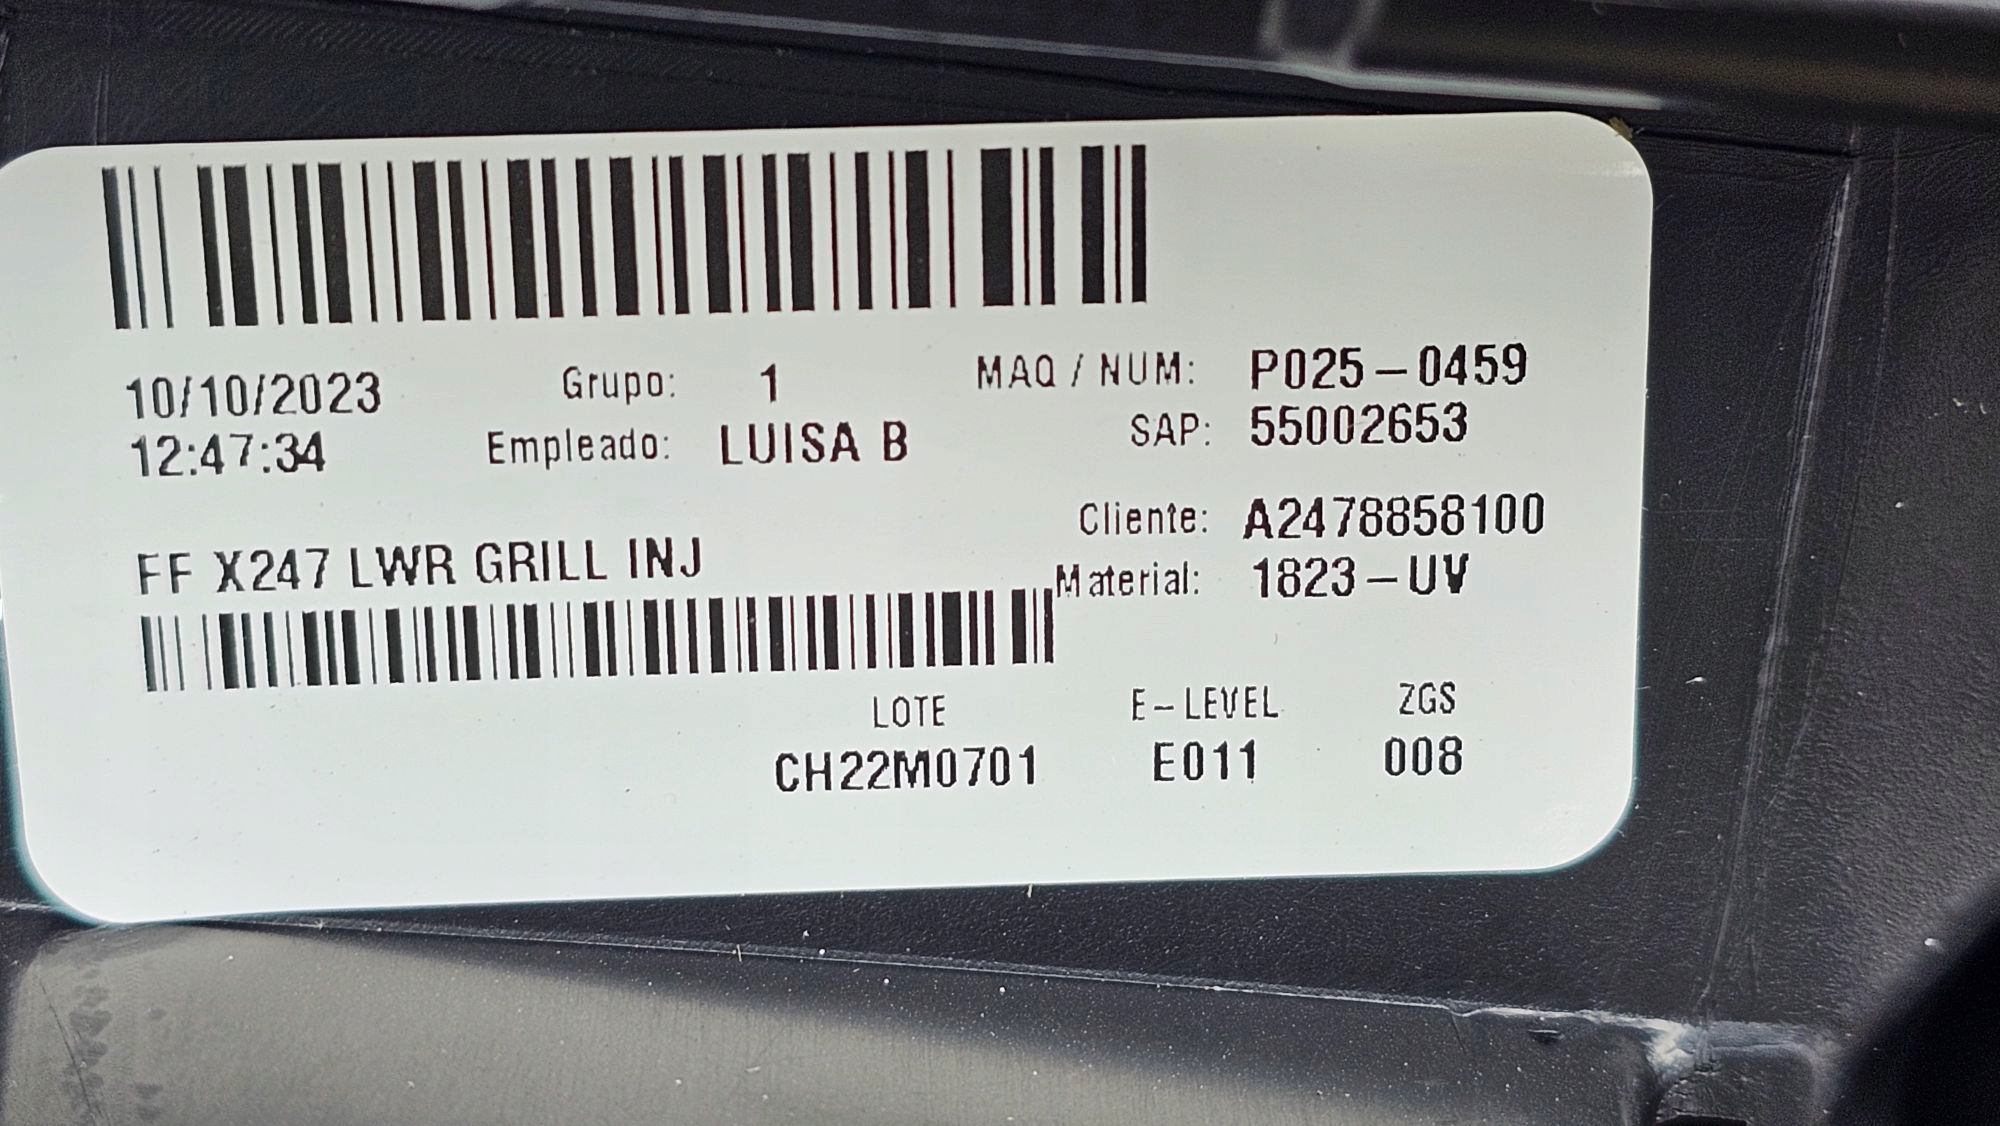 10/10/2023 Grupo: 1 MAQ / NUM: P025-0459
12:47:34 Empleado: LUISA B SAP: 55002653
Cliente: A2478858100
FF X247 LWR GRILL INJ Material: 1823-UV
LOTE E-LEVEL ZGS
CH22M0701 E011 008